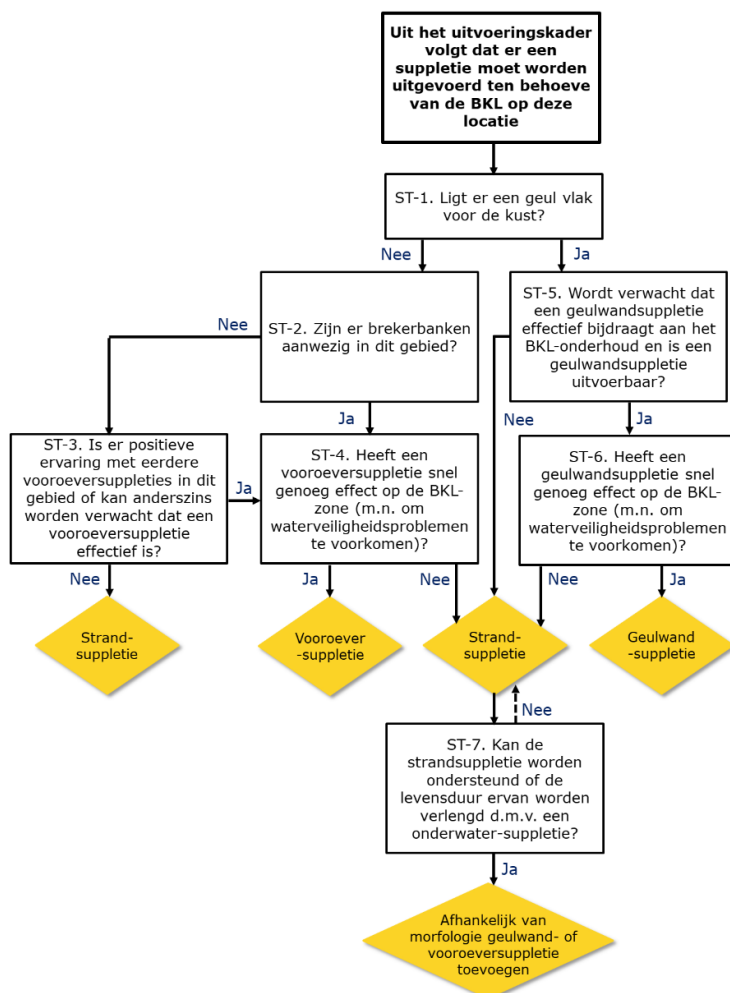 Uit het uitvoeringskader
volgt dat er een
suppletie moet worden
uitgevoerd ten behoeve
van de BKL op deze
locatie
ST-1. Ligt er een geul vlak
voor de kust?
Nee
Ja
ST-2. Zijn er brekerbanken
aanwezig in dit gebied?
Nee
Ja
ST-5. Wordt verwacht dat
een geulwandsuppletie
effectief bijdraagt aan het
BKL-onderhoud en is een
geulwandsuppletie
uitvoerbaar?
Nee
Ja
ST-3. Is er positieve
ervaring met eerdere
vooroeversuppleties in dit
gebied of kan anderszins
worden verwacht dat een
vooroeversuppletie
effectief is?
Ja
Nee
ST-4. Heeft een
vooroeversuppletie snel
genoeg effect op de BKL-
zone (m.n. om
waterveiligheidsproblemen
te voorkomen)?
Ja
Nee
ST-6. Heeft een
geulwandsuppletie snel
genoeg effect op de BKL-
zone (m.n. om
waterveiligheidsproblemen
te voorkomen)?
Nee
Ja
Strand-
suppletie
Vooroever
-suppletie
Strand-
suppletie
Geulwand
-suppletie
Nee
ST-7. Kan de
strandsuppletie worden
ondersteund of de
levensduur ervan worden
verlengd d.m.v. een
onderwater-suppletie?
Ja
Afhankelijk van
morfologie geulwand- of
vooroeversuppletie
toevoegen